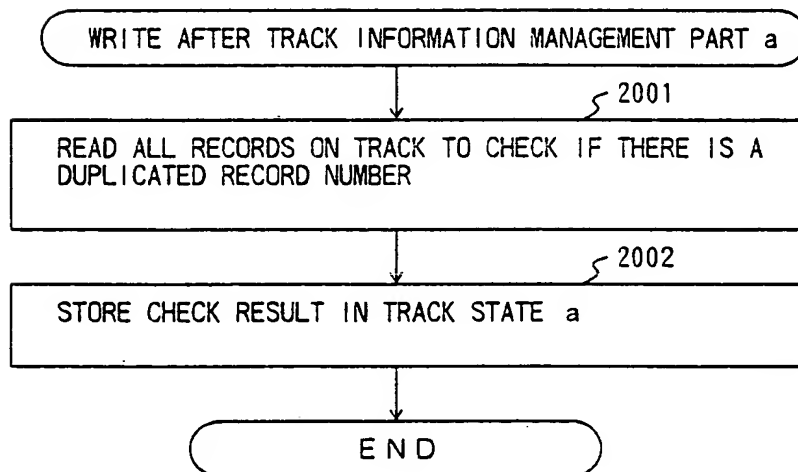 WRITE AFTER TRACK INFORMATION MANAGEMENT PART a
2001
READ ALL RECORDS ON TRACK TO CHECK IF THERE IS A
DUPLICATED RECORD NUMBER
2002
STORE CHECK RESULT IN TRACK STATE a
END